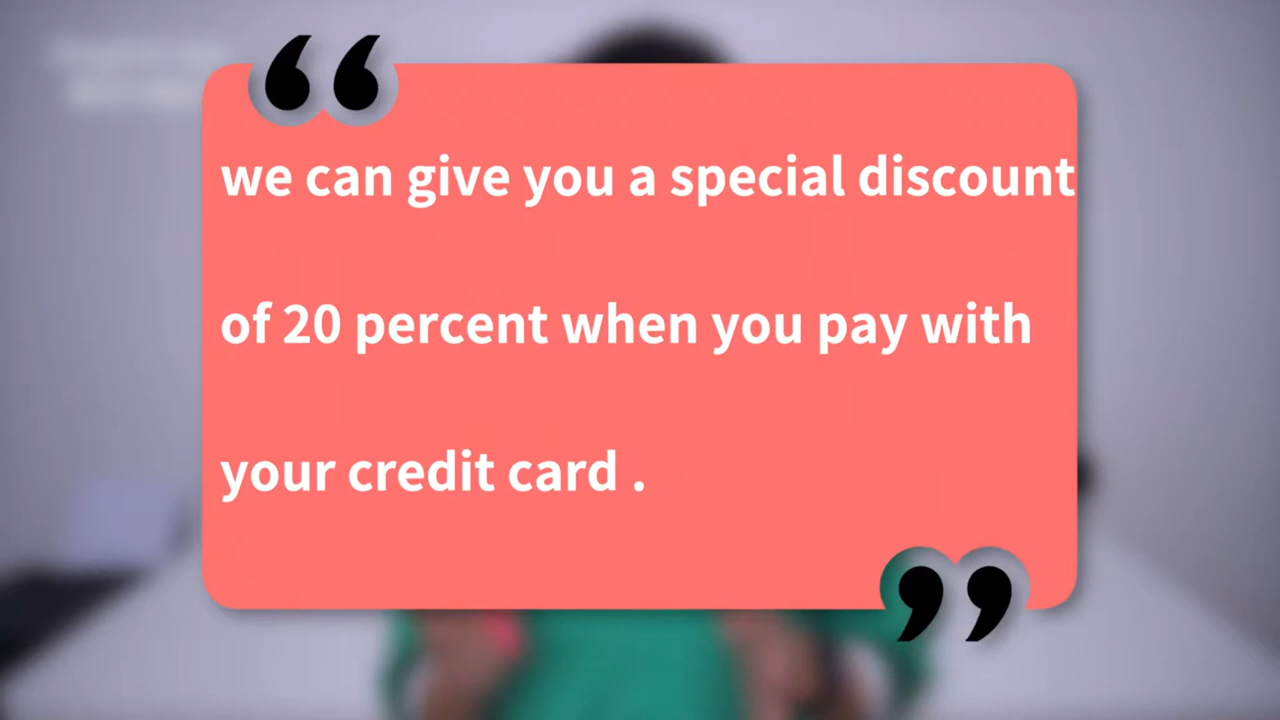 we can give you a special discount
of 20 percent when you pay with
your credit card .